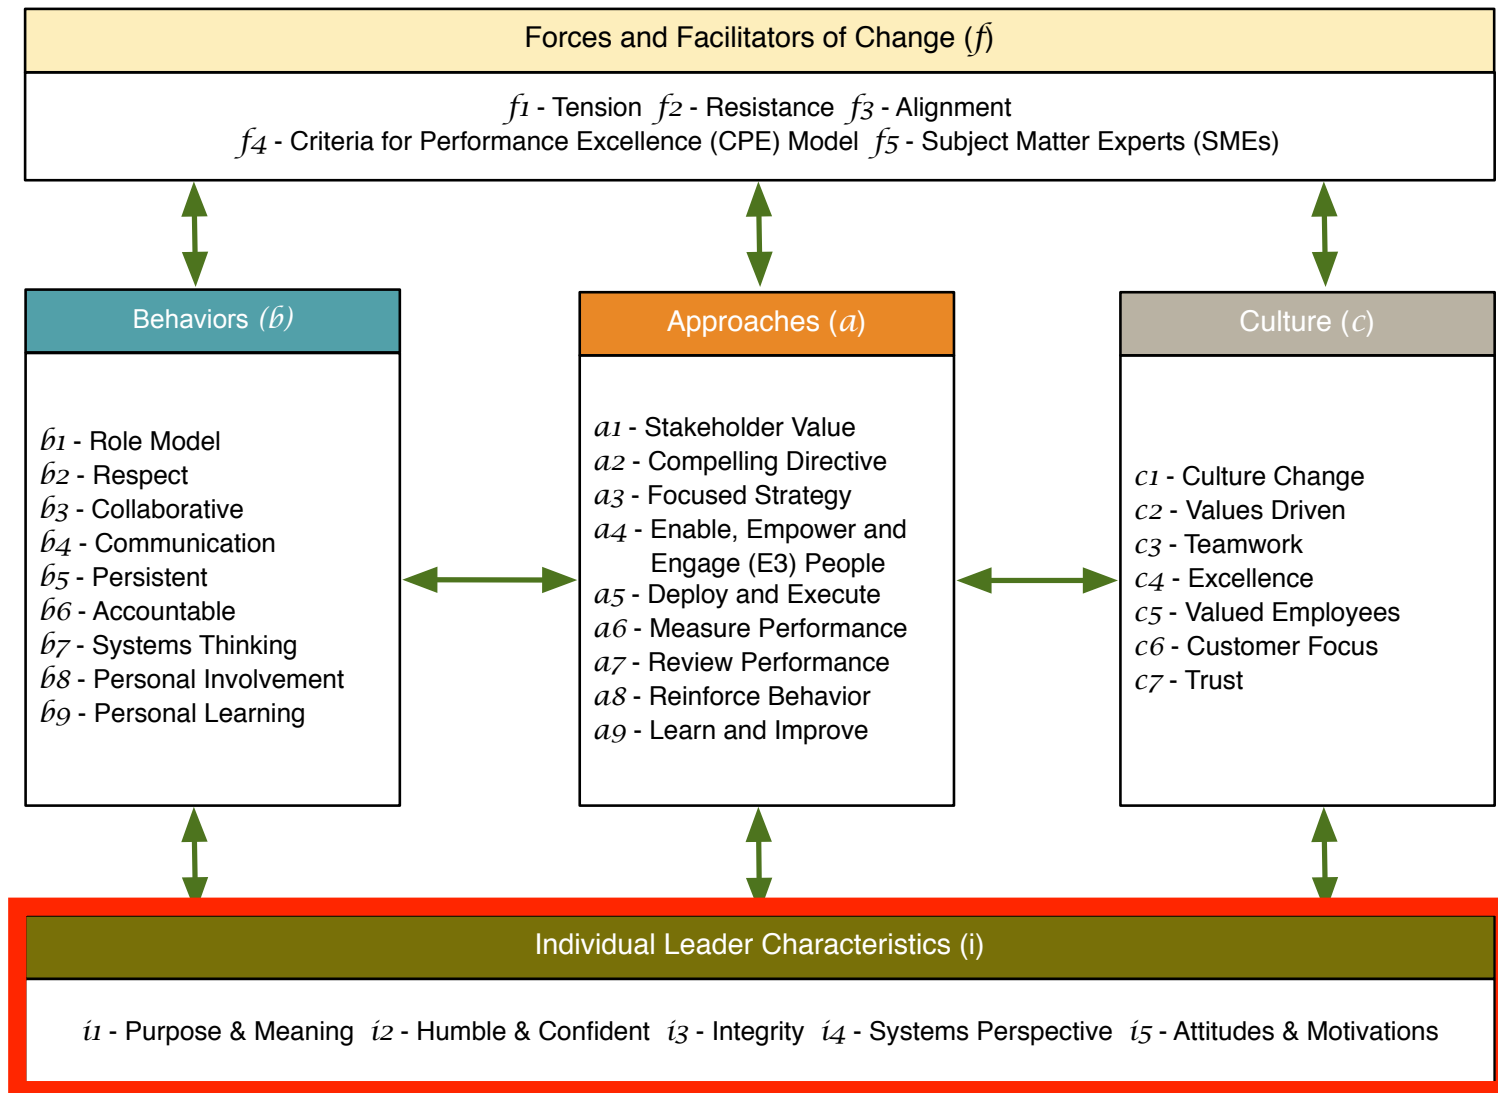 Forces and Facilitators of Change (f)
f1 - Tension f2 - Resistance f3 - Alignment
f4 - Criteria for Performance Excellence (CPE) Model f5 - Subject Matter Experts (SMEs)
Behaviors (b)
b1 - Role Model
b2 - Respect
b3 - Collaborative
b4 - Communication
b5 - Persistent
b6 - Accountable
b7 - Systems Thinking
b8 - Personal Involvement
b9 - Personal Learning
Approaches (a)
a1 - Stakeholder Value
a2 - Compelling Directive
a3 - Focused Strategy
a4 - Enable, Empower and
Engage (E3) People
a5 - Deploy and Execute
a6 - Measure Performance
a7 - Review Performance
a8 - Reinforce Behavior
a9 - Learn and Improve
Culture (c)
c1 - Culture Change
c2 - Values Driven
c3 - Teamwork
c4 - Excellence
c5 - Valued Employees
c6 - Customer Focus
c7 - Trust
Individual Leader Characteristics (i)
i1 - Purpose & Meaning i2 - Humble & Confident i3 - Integrity i4 - Systems Perspective i5 - Attitudes & Motivations